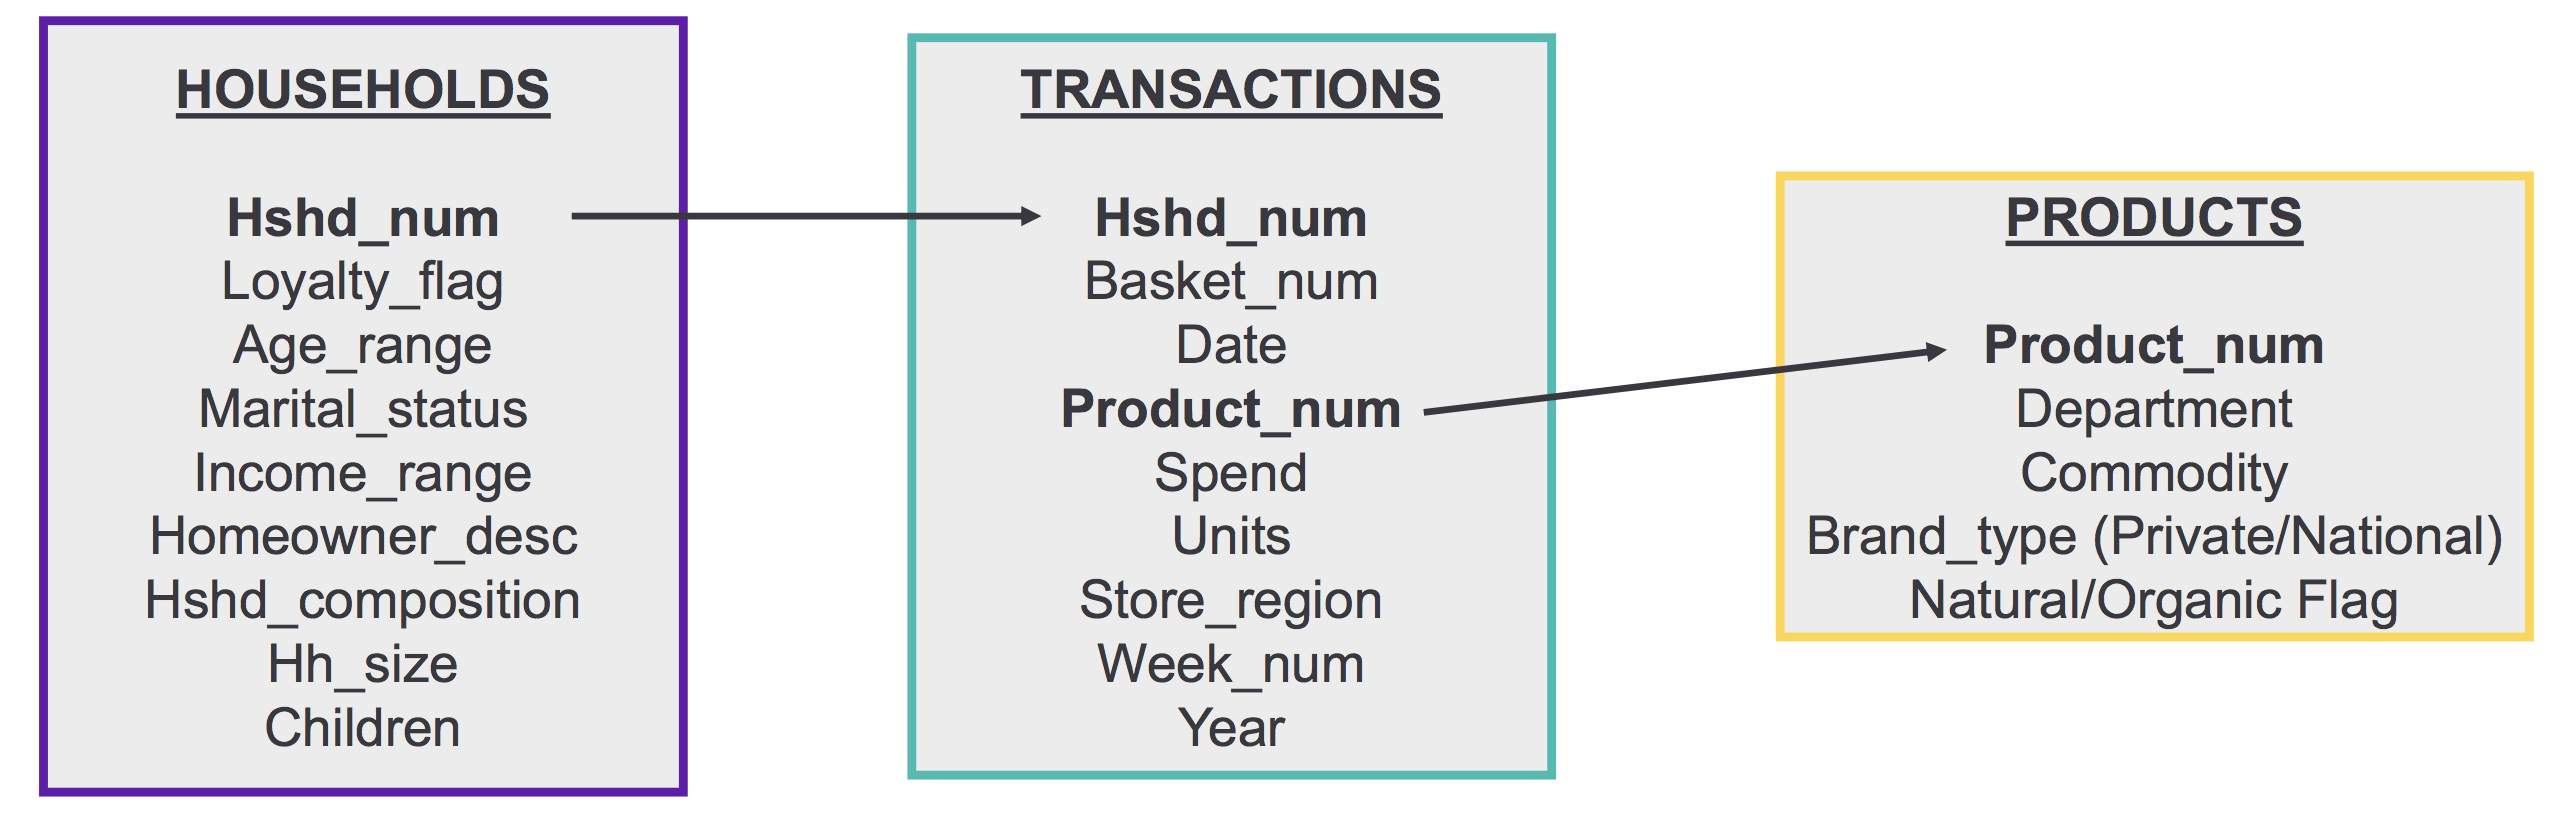 HOUSEHOLDS
Hshd_num
Loyalty_flag
Age_range
Marital_status
Income_range
Homeowner_desc
Hshd_composition
Hh_size
Children
TRANSACTIONS
Hshd_num
Basket_num
Date
Product_num
Spend
Units
Store_region
Week_num
Year
PRODUCTS
Product_num
Department
Commodity
Brand_type (Private/National)
Natural/Organic Flag